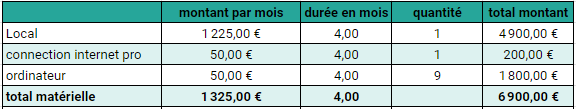 montant par mois durée en mois quantité total montant
Local 1 225,00 € 4,00 1 4 900,00 €
connection internet pro 50,00 € 4,00 1 200,00 €
ordinateur 50,00 € 4,00 9 1 800,00 €
total matérielle 1 325,00 € 4,00 6 900,00 €